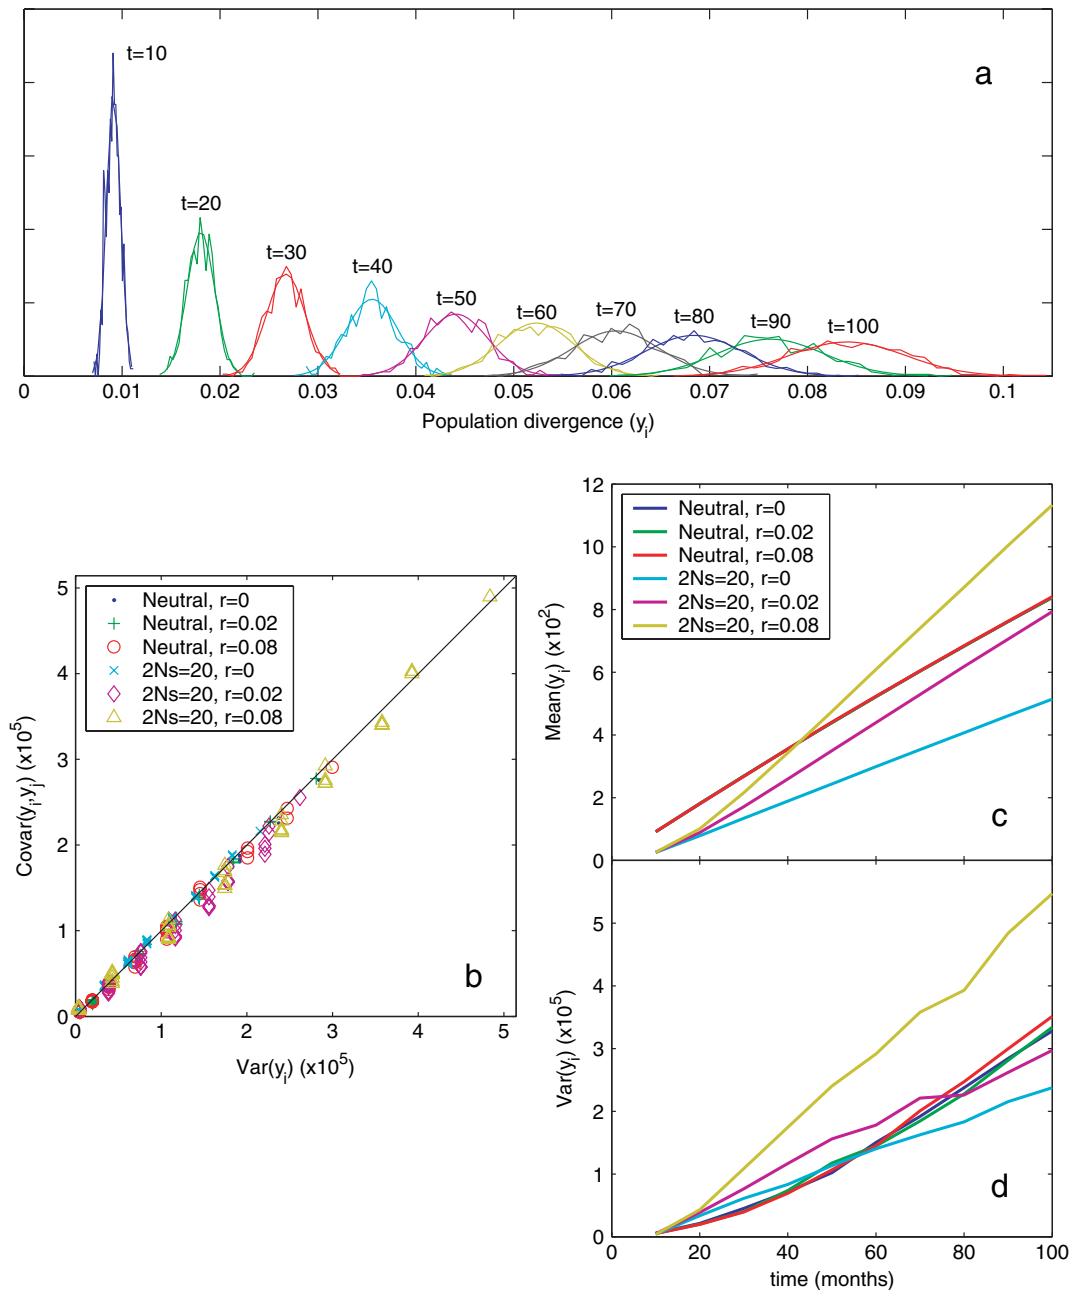 a
t=10
t=20
t=30
t=40
t=50
t=60
t=70
t=80
t=90
t=100
0 0.01 0.02 0.03 0.04 0.05 0.06 0.07 0.08 0.09 0.1
Population divergence (y_i)
5
4
3
2
1
0
Covar(y_i,y_j) (x10^5)
Neutral, r=0
Neutral, r=0.02
Neutral, r=0.08
2Ns=20, r=0
2Ns=20, r=0.02
2Ns=20, r=0.08
b
0 1 2 3 4 5
Var(y_i) (x10^5)
12
10
8
6
4
2
0
Mean(y_i) (x10^2)
Neutral, r=0
Neutral, r=0.02
Neutral, r=0.08
2Ns=20, r=0
2Ns=20, r=0.02
2Ns=20, r=0.08
c
5
4
3
2
1
0
Var(y_i) (x10^5)
d
0 20 40 60 80 100
time (months)